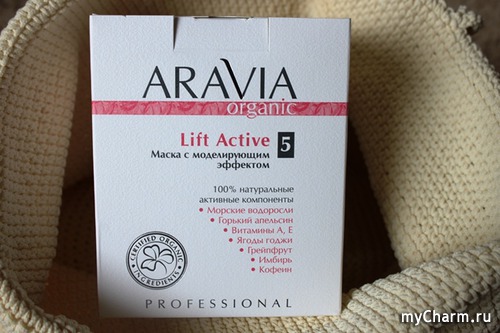 ARAVIA
organic
Lift Active 5
Маска с моделирующим
эффектом
100% натуральные
активные компоненты
• Морские водоросли
• Горький апельсин
• Витамины А, Е
• Ягоды годжи
• Грейпфрут
• Имбирь
• Кофеин
CERTIFIED ORGANIC
INGREDIENTS
PROFESSIONAL
myCharm.ru